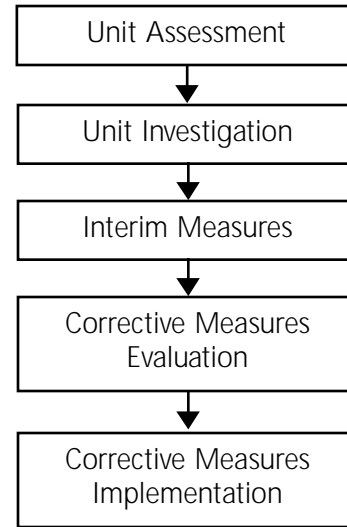 Unit Assessment
Unit Investigation
Interim Measures
Corrective Measures
Evaluation
Corrective Measures
Implementation